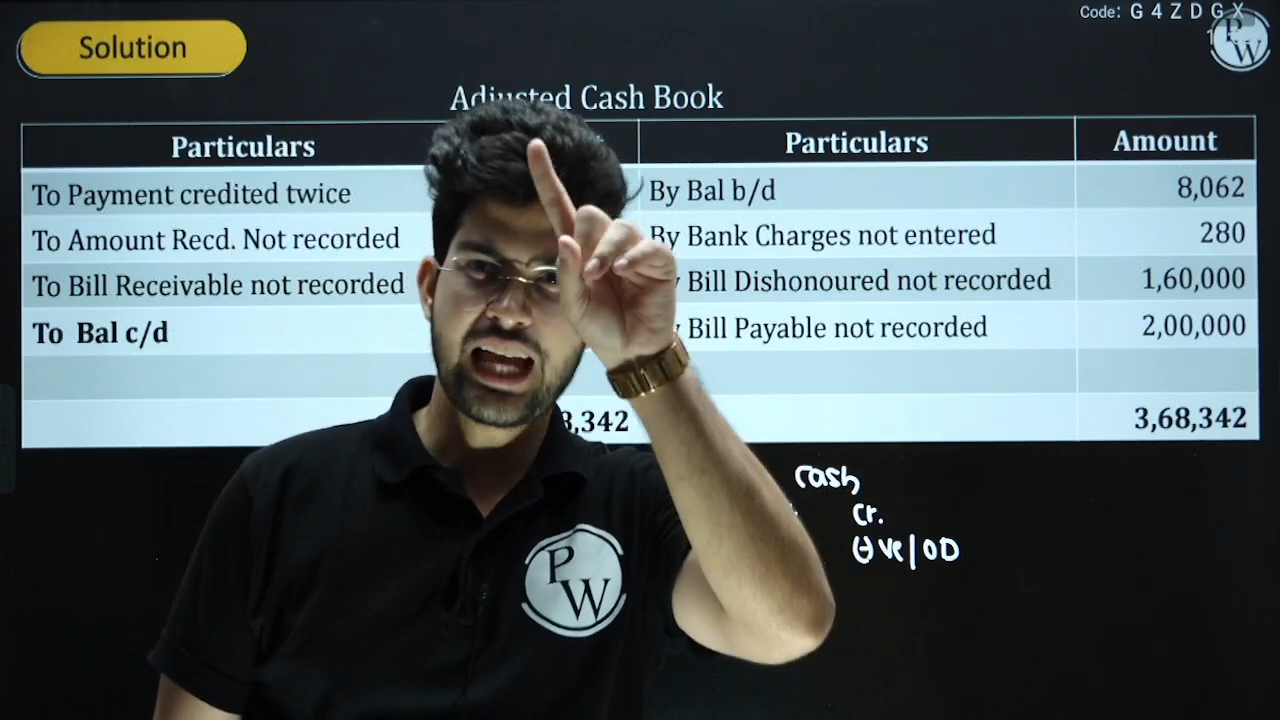 Code: G 4 Z D G X
Solution
PW
Adjusted Cash Book
Particulars Particulars Amount
To Payment credited twice By Bal b/d 8,062
To Amount Recd. Not recorded By Bank Charges not entered 280
To Bill Receivable not recorded Bill Dishonoured not recorded 1,60,000
To Bal c/d Bill Payable not recorded 2,00,000
8,342 3,68,342
cash
Cr.
(-)ve/OD
PW